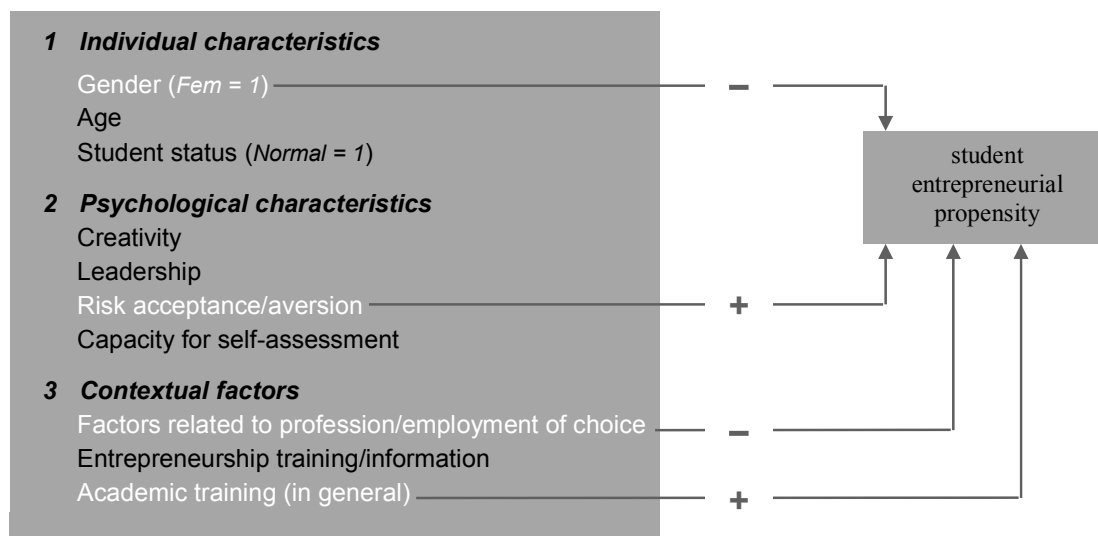 1 Individual characteristics
Gender (Fem = 1)
Age
Student status (Normal = 1)
2 Psychological characteristics
Creativity
Leadership
Risk acceptance/aversion
Capacity for self-assessment
3 Contextual factors
Factors related to profession/employment of choice
Entrepreneurship training/information
Academic training (in general)
–
+
–
+
student
entrepreneurial
propensity